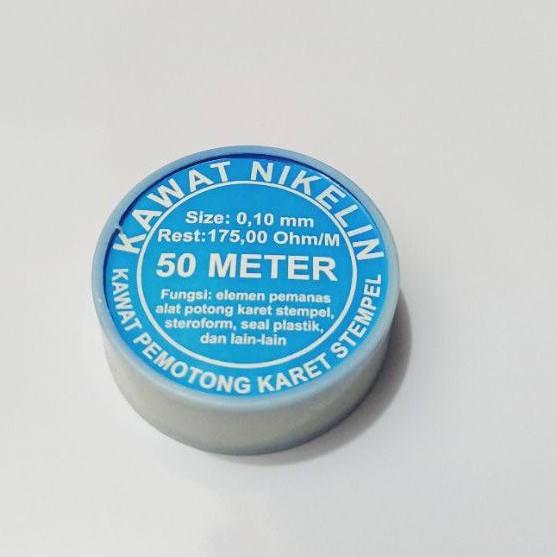 KAWAT NIKELIN
Size: 0,10 mm
Rest:175,00 Ohm/M
50 METER
Fungsi: elemen pemanas
alat potong karet stempel,
steroform, seal plastik,
dan lain-lain
KAWAT PEMOTONG KARET STEMPEL